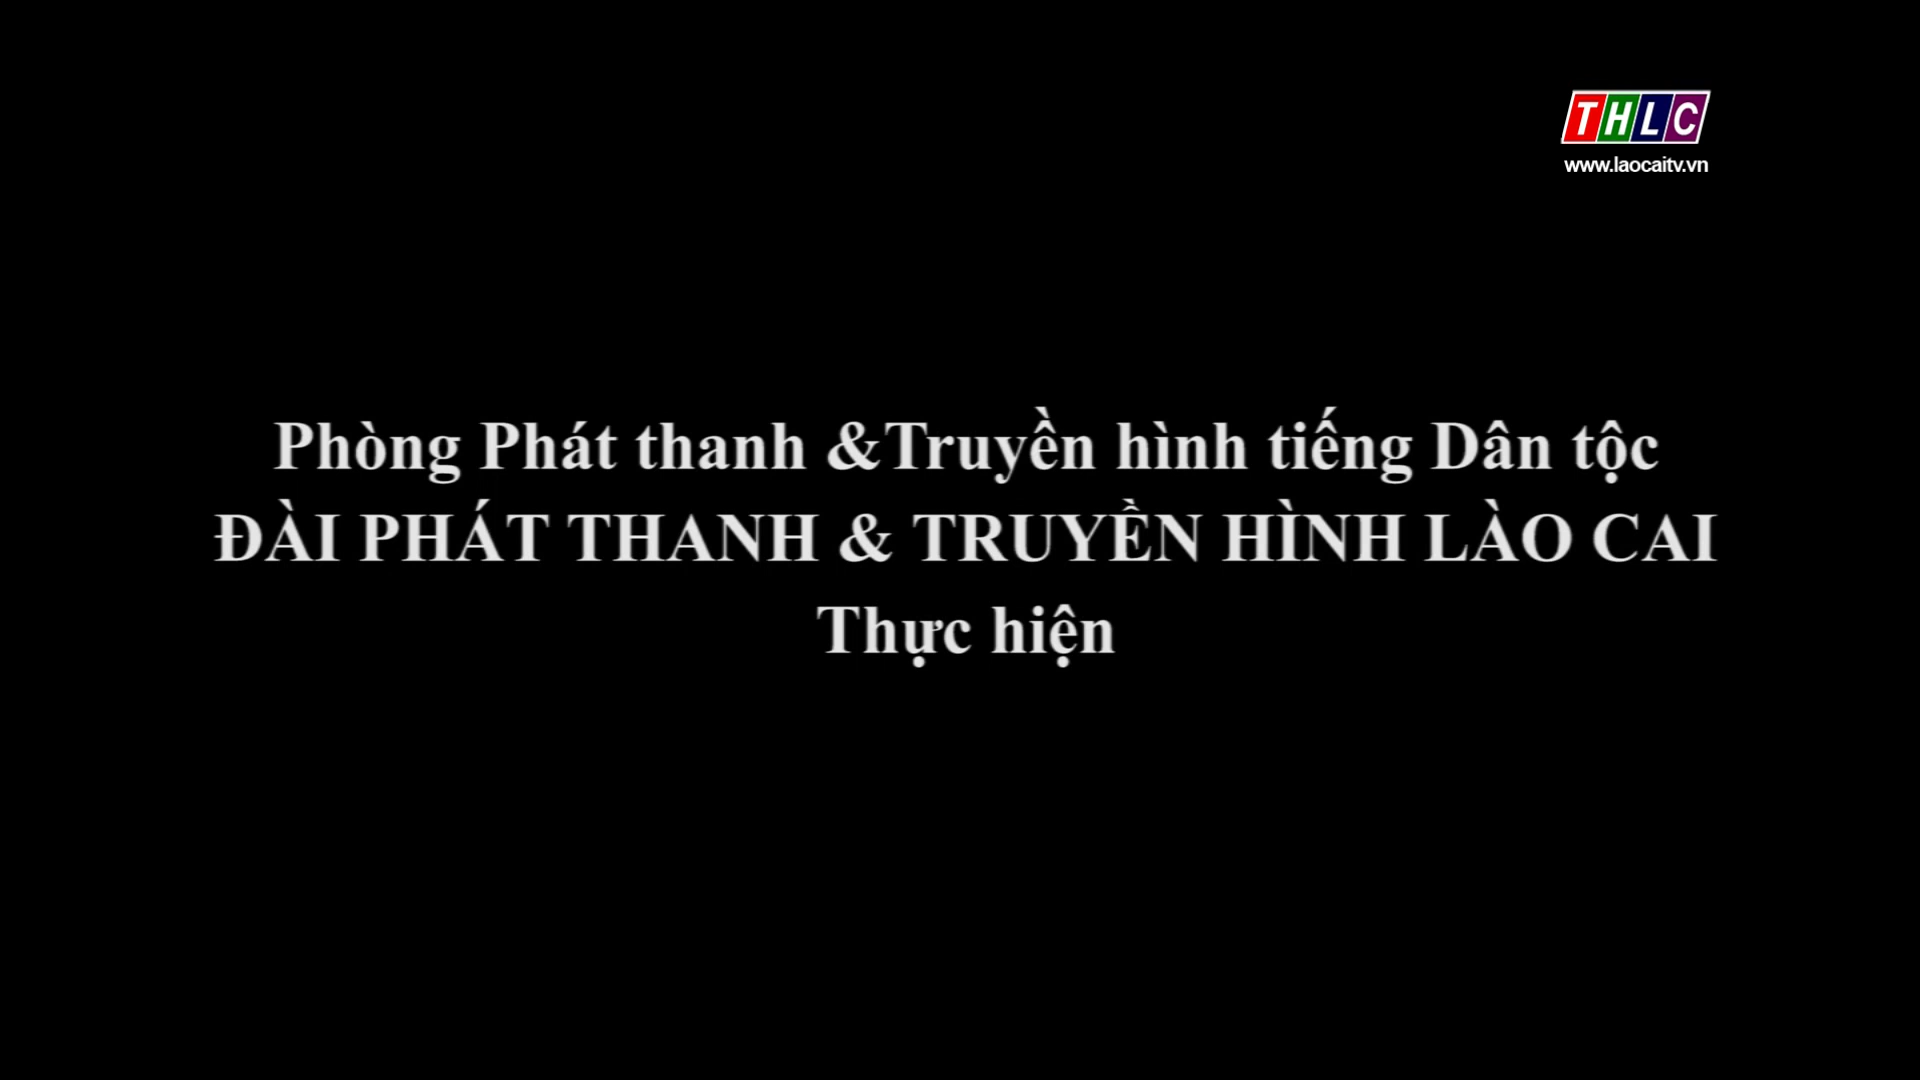 THLC
www.laocaitv.vn
Phòng Phát thanh &Truyền hình tiếng Dân tộc
ĐÀI PHÁT THANH & TRUYỀN HÌNH LÀO CAI
Thực hiện